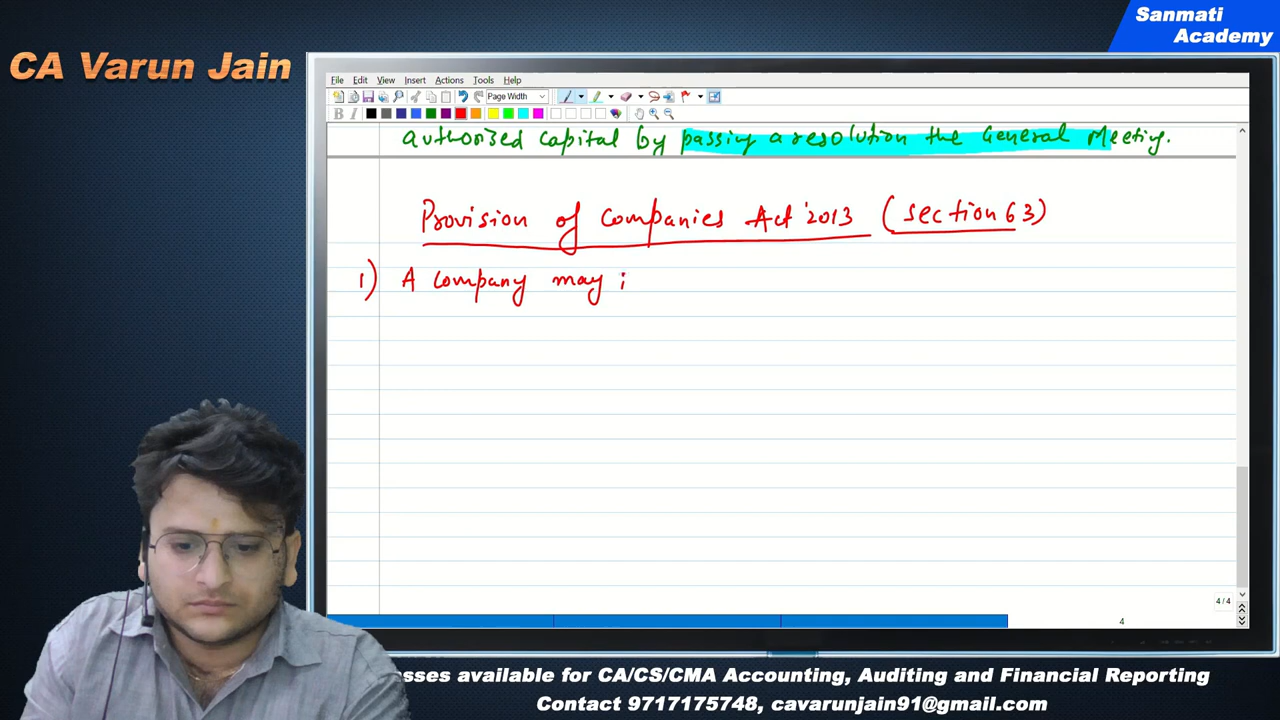 Sanmati
Academy
CA Varun Jain
File Edit View Insert Actions Tools Help
Page Width
B I
authorised capital by passing a resolution the General Meeting.
Provision of Companies Act '2013 (section 63)
1) A company may i
4/4
4
sses available for CA/CS/CMA Accounting, Auditing and Financial Reporting
Contact 9717175748, cavarunjain91@gmail.com